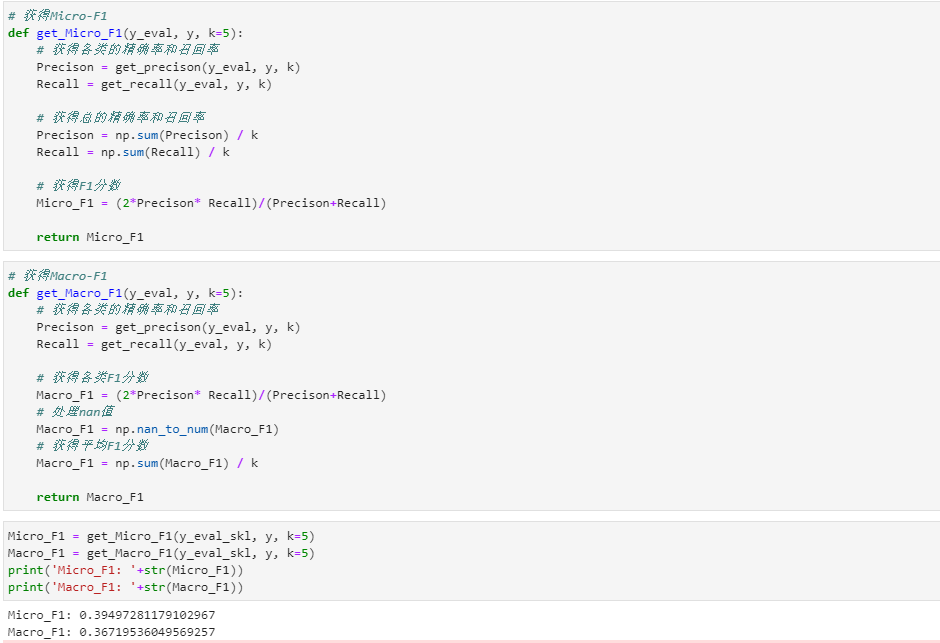 # 获得Micro-F1
def get_Micro_F1(y_eval, y, k=5):
    # 获得各类的精确率和召回率
    Precison = get_precison(y_eval, y, k)
    Recall = get_recall(y_eval, y, k)

    # 获得总的精确率和召回率
    Precison = np.sum(Precison) / k
    Recall = np.sum(Recall) / k

    # 获得F1分数
    Micro_F1 = (2*Precison* Recall)/(Precison+Recall)

    return Micro_F1

# 获得Macro-F1
def get_Macro_F1(y_eval, y, k=5):
    # 获得各类的精确率和召回率
    Precison = get_precison(y_eval, y, k)
    Recall = get_recall(y_eval, y, k)

    # 获得各类F1分数
    Macro_F1 = (2*Precison* Recall)/(Precison+Recall)
    # 处理nan值
    Macro_F1 = np.nan_to_num(Macro_F1)
    # 获得平均F1分数
    Macro_F1 = np.sum(Macro_F1) / k

    return Macro_F1

Micro_F1 = get_Micro_F1(y_eval_skl, y, k=5)
Macro_F1 = get_Macro_F1(y_eval_skl, y, k=5)
print('Micro_F1: '+str(Micro_F1))
print('Macro_F1: '+str(Macro_F1))

Micro_F1: 0.39497281179102967
Macro_F1: 0.36719536049569257